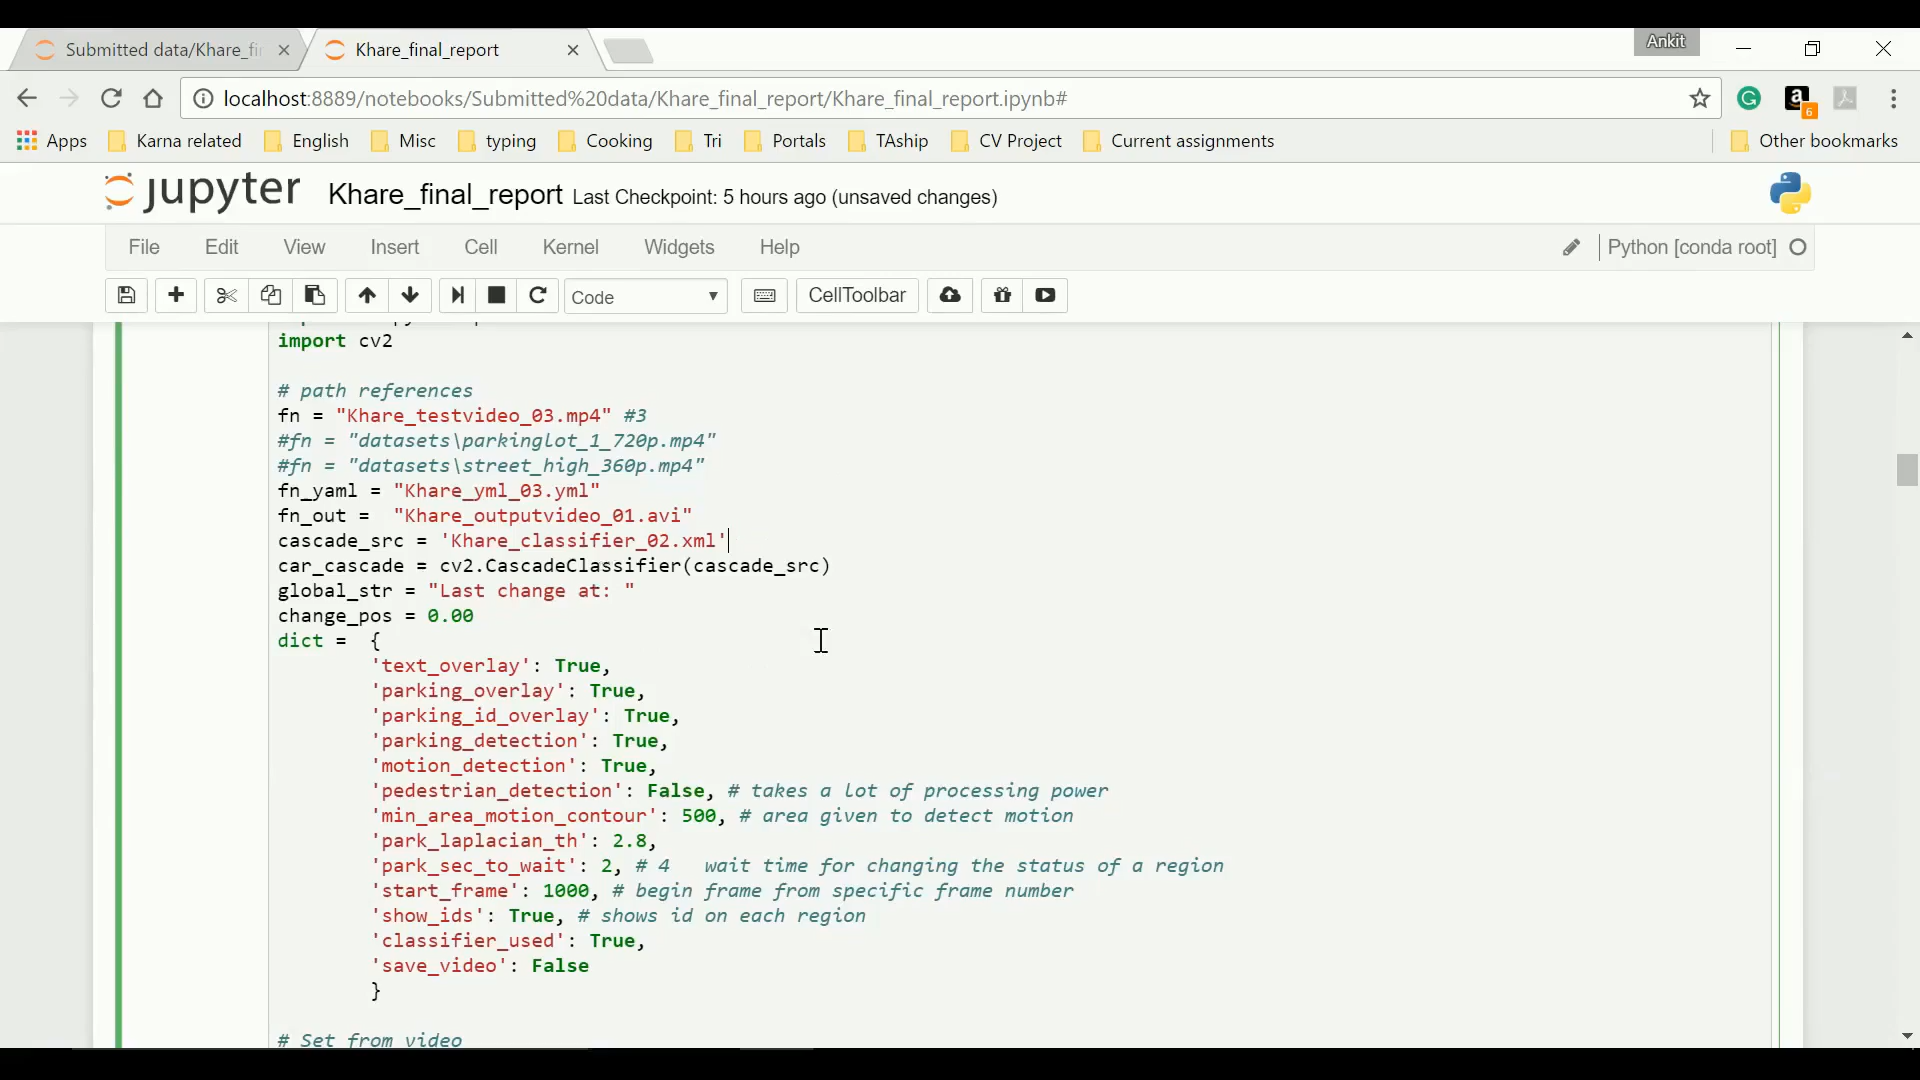 Submitted data/Khare_fi
Khare_final_report
Ankit
localhost:8889/notebooks/Submitted%20data/Khare_final_report/Khare_final_report.ipynb#
6
Apps Karna related English Misc typing Cooking Tri Portals TAship CV Project Current assignments Other bookmarks
jupyter Khare_final_report Last Checkpoint: 5 hours ago (unsaved changes)
File Edit View Insert Cell Kernel Widgets Help Python [conda root]
Code CellToolbar
import cv2
# path references
fn = "Khare_testvideo_03.mp4" #3
#fn = "datasets\parkinglot_1_720p.mp4"
#fn = "datasets\street_high_360p.mp4"
fn_yaml = "Khare_yml_03.yml"
fn_out =  "Khare_outputvideo_01.avi"
cascade_src = 'Khare_classifier_02.xml'
car_cascade = cv2.CascadeClassifier(cascade_src)
global_str = "Last change at: "
change_pos = 0.00
dict =  {
'text_overlay': True,
'parking_overlay': True,
'parking_id_overlay': True,
'parking_detection': True,
'motion_detection': True,
'pedestrian_detection': False, # takes a lot of processing power
'min_area_motion_contour': 500, # area given to detect motion
'park_laplacian_th': 2.8,
'park_sec_to_wait': 2, # 4   wait time for changing the status of a region
'start_frame': 1000, # begin frame from specific frame number
'show_ids': True, # shows id on each region
'classifier_used': True,
'save_video': False
}
# Set from video